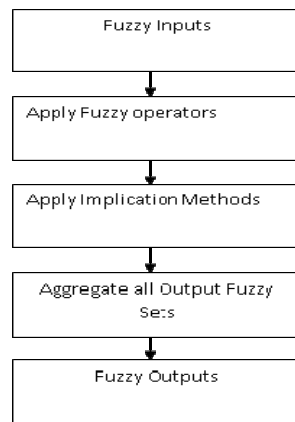 Fuzzy Inputs
Apply Fuzzy operators
Apply Implication Methods
Aggregate all Output Fuzzy
Sets
Fuzzy Outputs